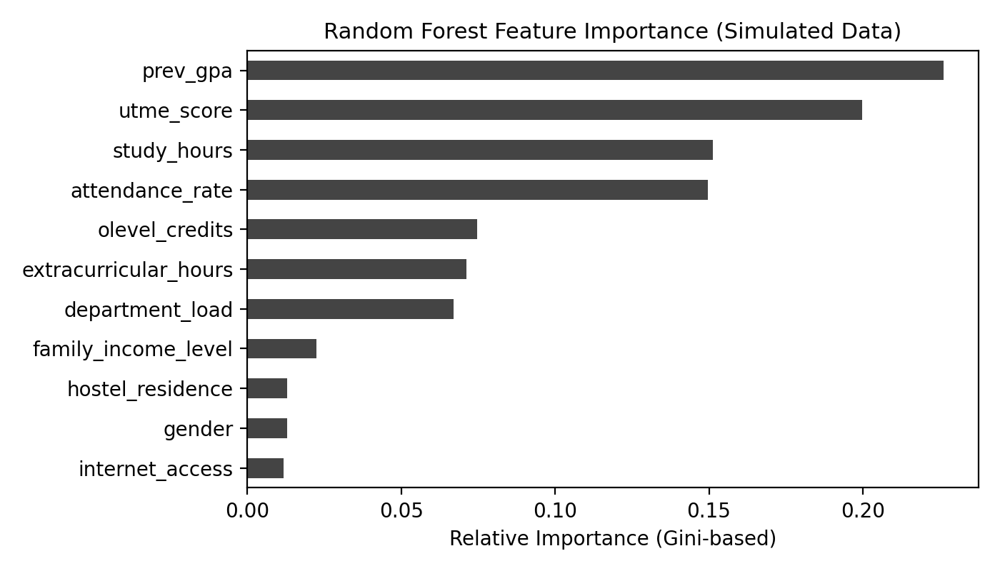 Random Forest Feature Importance (Simulated Data)
prev_gpa
utme_score
study_hours
attendance_rate
olevel_credits
extracurricular_hours
department_load
family_income_level
hostel_residence
gender
internet_access
0.00 0.05 0.10 0.15 0.20
Relative Importance (Gini-based)